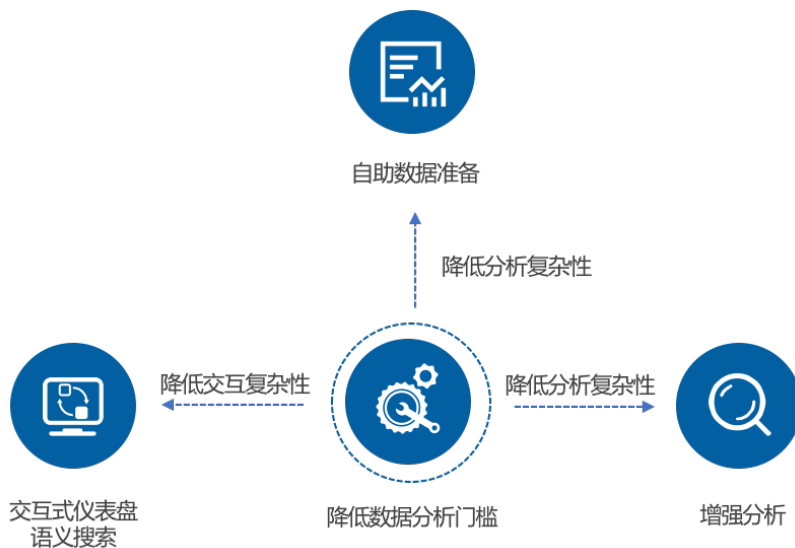 自助数据准备
降低分析复杂性
降低交互复杂性
降低分析复杂性
交互式仪表盘
语义搜索
降低数据分析门槛
增强分析